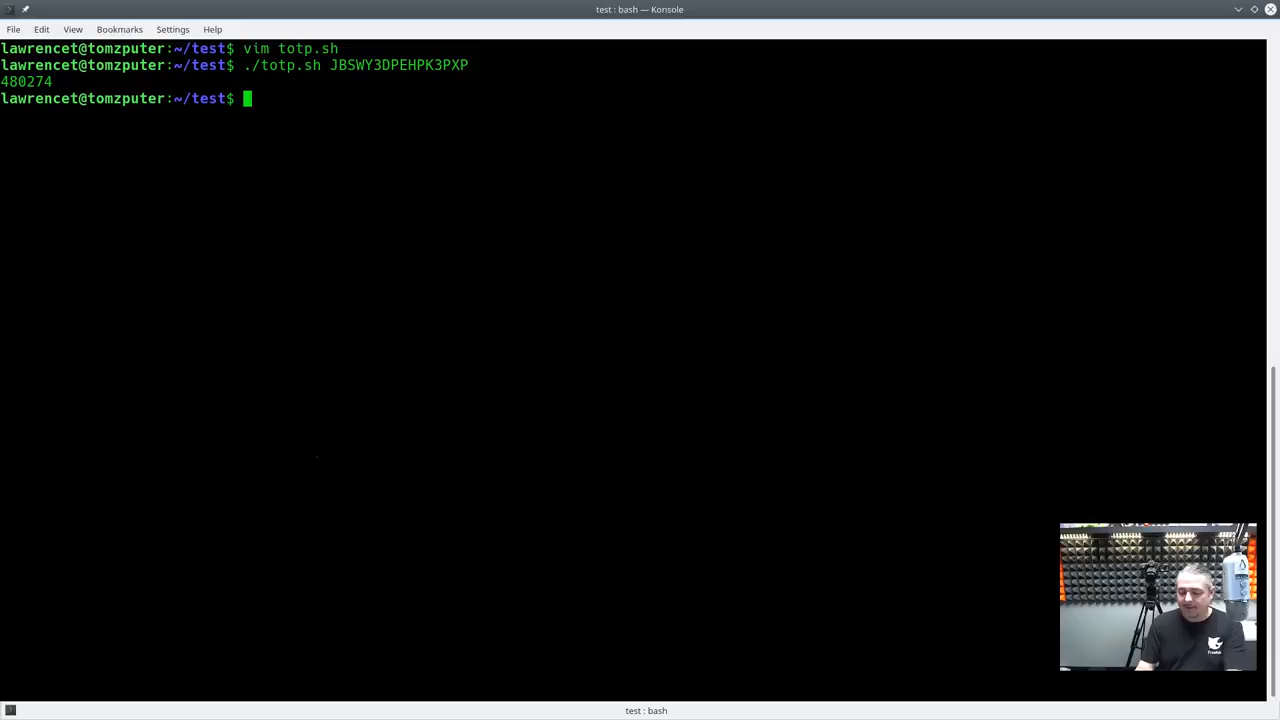 test : bash — Konsole
File Edit View Bookmarks Settings Help
lawrencet@tomzputer:~/test$ vim totp.sh
lawrencet@tomzputer:~/test$ ./totp.sh JBSWY3DPEHPK3PXP
480274
lawrencet@tomzputer:~/test$
test : bash